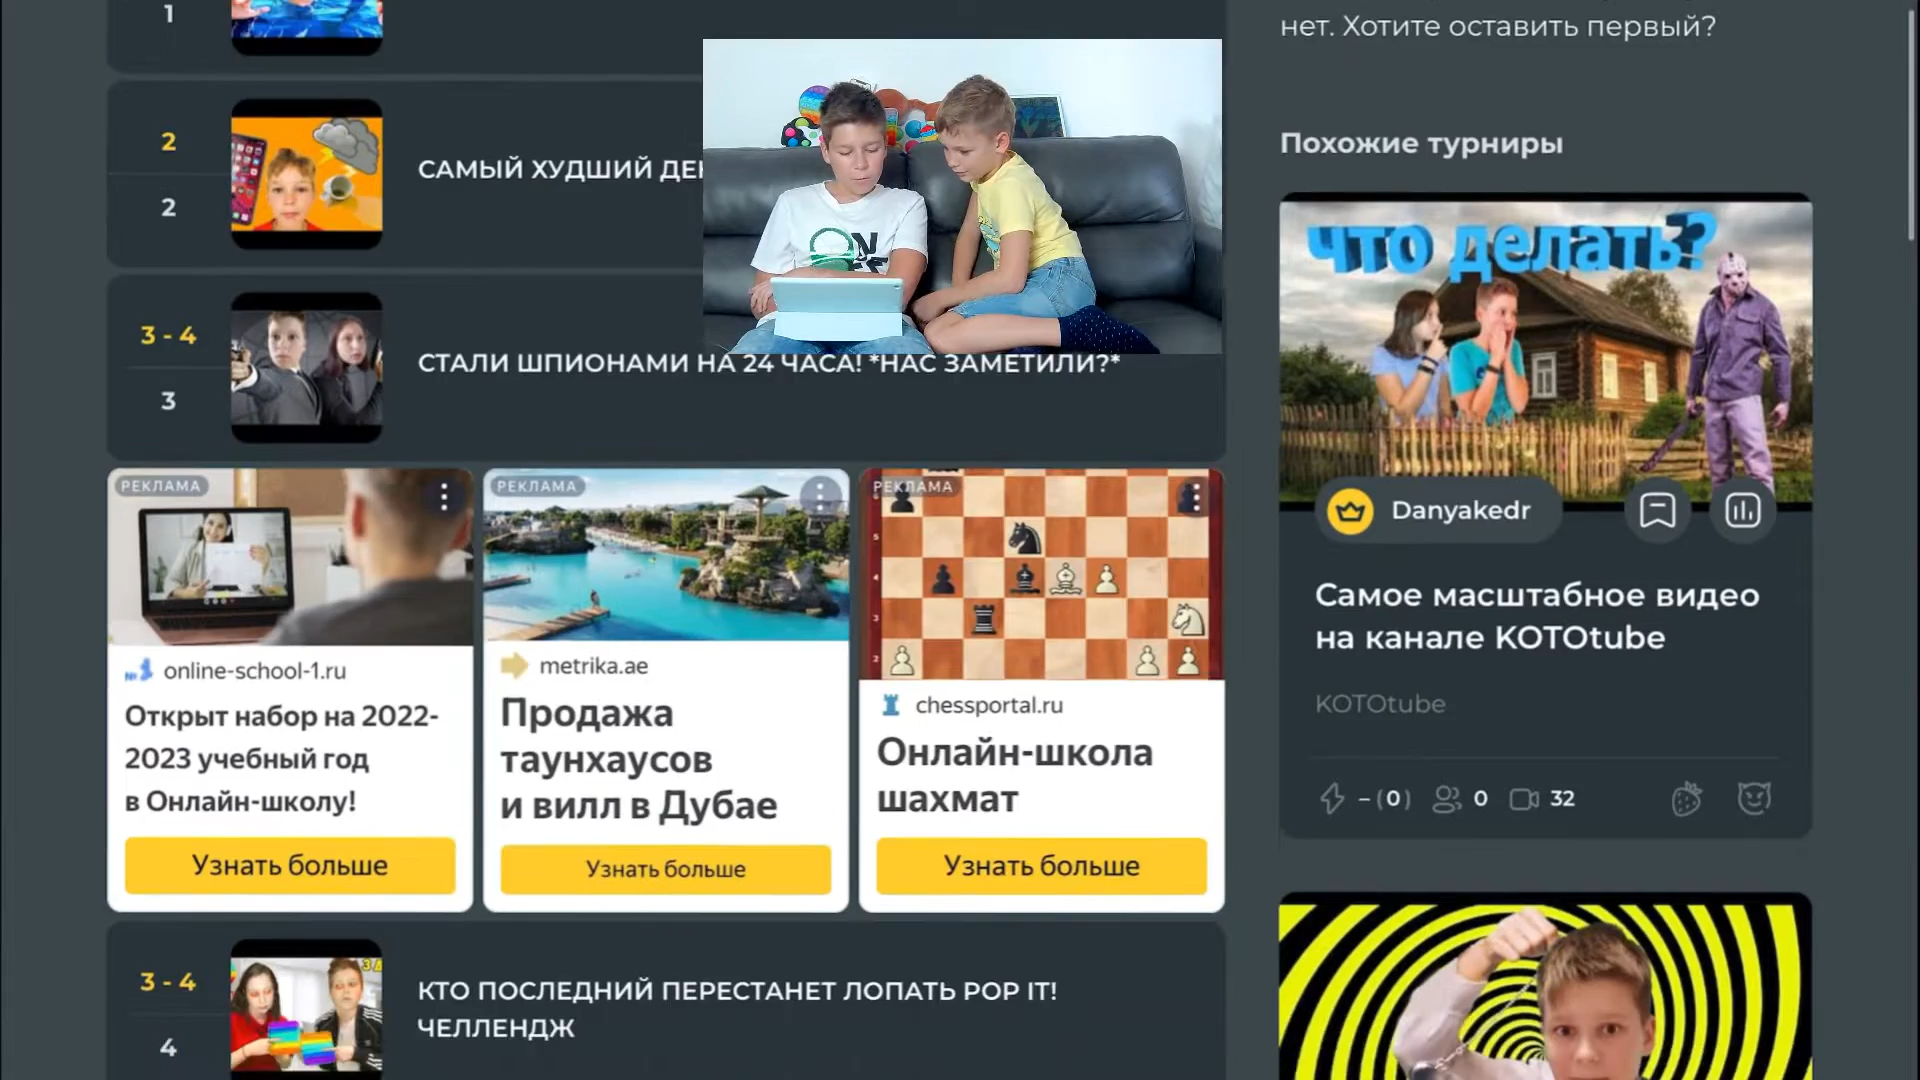 1
2
2
САМЫЙ ХУДШИЙ
3 - 4
3
СТАЛИ ШПИОНАМИ НА 24 ЧАСА! *НАС ЗАМЕТИЛИ?*
РЕКЛАМА
online-school-1.ru
Открыт набор на 2022-
2023 учебный год
в Онлайн-школу!
Узнать больше
РЕКЛАМА
metrika.ae
Продажа
таунхаусов
и вилл в Дубае
Узнать больше
РЕКЛАМА
5
4
3
2
chessportal.ru
Онлайн-школа
шахмат
Узнать больше
3 - 4
4
КТО ПОСЛЕДНИЙ ПЕРЕСТАНЕТ ЛОПАТЬ POP IT!
ЧЕЛЛЕНДЖ
нет. Хотите оставить первый?
Похожие турниры
что делать?
Danyakedr
Самое масштабное видео
на канале KOTOtube
KOTOtube
– (0)
0
32